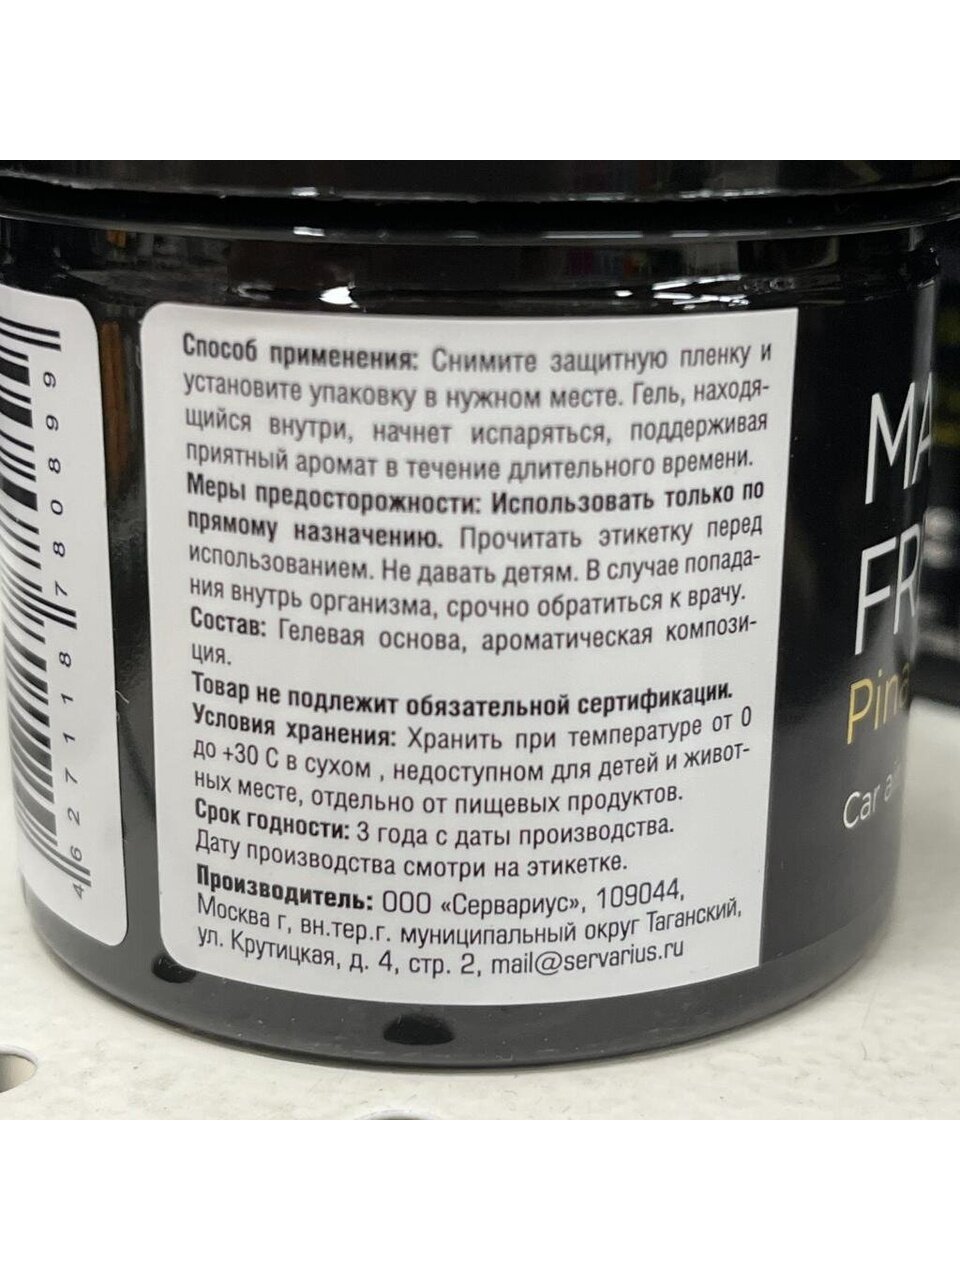 Способ применения: Снимите защитную пленку и
установите упаковку в нужном месте. Гель, находя-
щийся внутри, начнет испаряться, поддерживая
приятный аромат в течение длительного времени.
Меры предосторожности: Использовать только по
прямому назначению. Прочитать этикетку перед
использованием. Не давать детям. В случае попада-
ния внутрь организма, срочно обратиться к врачу.
Состав: Гелевая основа, ароматическая компози-
ция.
Товар не подлежит обязательной сертификации.
Условия хранения: Хранить при температуре от 0
до +30 С в сухом , недоступном для детей и живот-
ных месте, отдельно от пищевых продуктов.
Срок годности: 3 года с даты производства.
Дату производства смотри на этикетке.
Производитель: ООО «Сервариус», 109044,
Москва г, вн.тер.г. муниципальный округ Таганский,
ул. Крутицкая, д. 4, стр. 2, mail@servarius.ru
4 627118 780899
Car